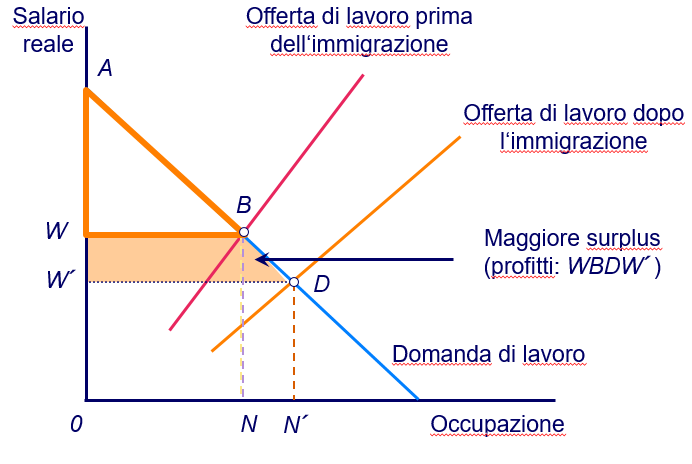 Salario
reale
Offerta di lavoro prima
dell‘immigrazione
A
Offerta di lavoro dopo
l‘immigrazione
B
W
Maggiore surplus
(profitti: WBDW´ )
W´
D
Domanda di lavoro
0
N
N´
Occupazione